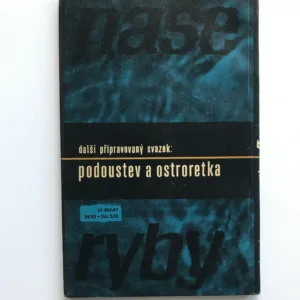 naše
další připravovaný svazek:
podoustev a ostroretka
ryby